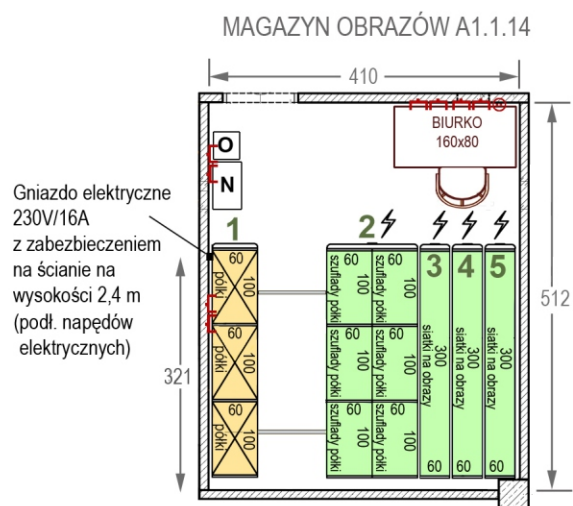 MAGAZYN OBRAZÓW A1.1.14
410
BIURKO
160x80
O
N
Gniazdo elektryczne
230V/16A
z zabezbieczeniem
na ścianie na
wysokości 2,4 m
(podł. napędów
elektrycznych)
1
2
3
4
5
60
100
półki
60
100
półki
60
100
półki
60
100
szuflady półki
60
100
szuflady półki
60
100
szuflady półki
60
100
szuflady półki
60
100
szuflady półki
60
100
szuflady półki
300
siatki na obrazy
60
300
siatki na obrazy
60
300
siatki na obrazy
60
321
512